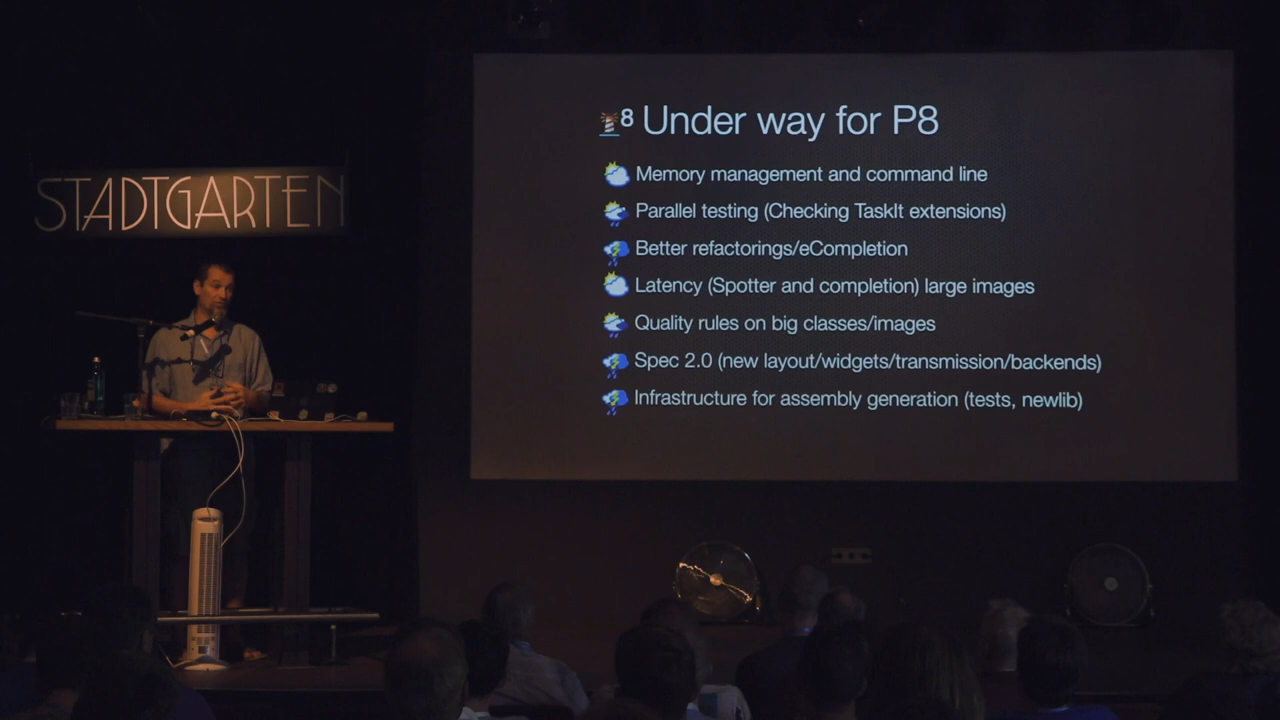 STADTGARTEN
8 Under way for P8
Memory management and command line
Parallel testing (Checking TaskIt extensions)
Better refactorings/eCompletion
Latency (Spotter and completion) large images
Quality rules on big classes/images
Spec 2.0 (new layout/widgets/transmission/backends)
Infrastructure for assembly generation (tests, newlib)